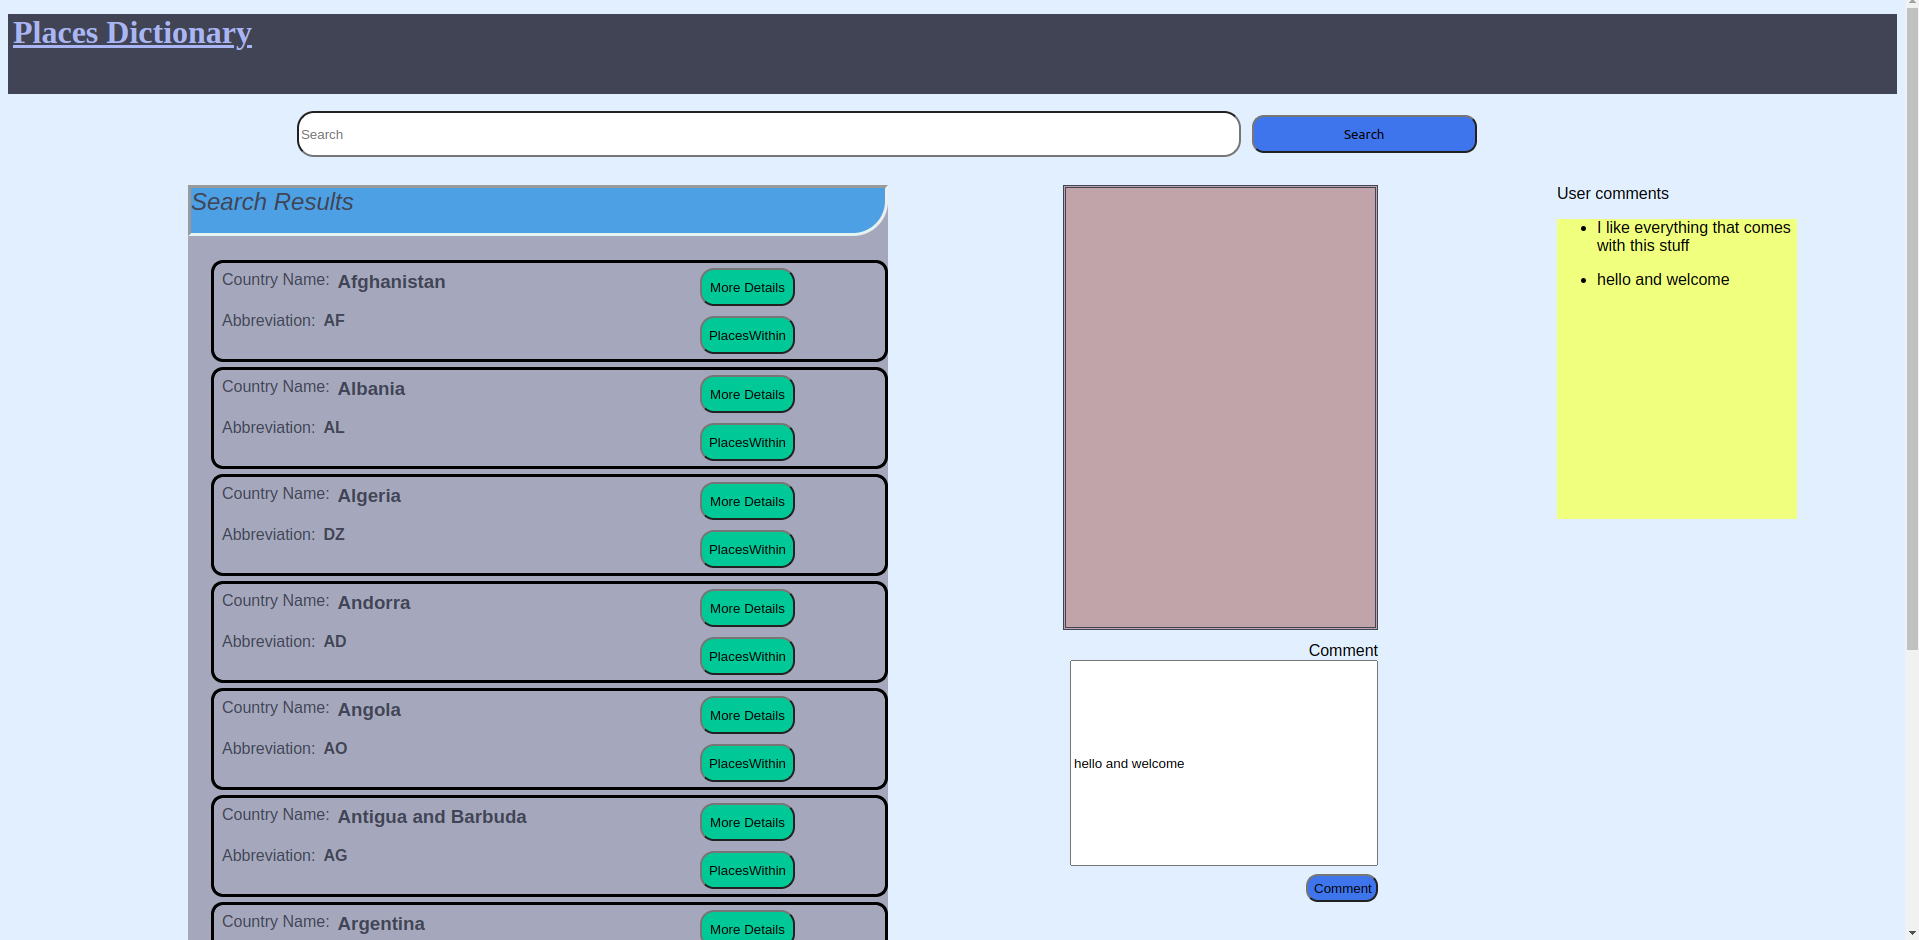 Places Dictionary
Search
Search
Search Results
Country Name: Afghanistan
More Details
Abbreviation: AF
PlacesWithin
Country Name: Albania
More Details
Abbreviation: AL
PlacesWithin
Country Name: Algeria
More Details
Abbreviation: DZ
PlacesWithin
Country Name: Andorra
More Details
Abbreviation: AD
PlacesWithin
Country Name: Angola
More Details
Abbreviation: AO
PlacesWithin
Country Name: Antigua and Barbuda
More Details
Abbreviation: AG
PlacesWithin
Country Name: Argentina
More Details
Comment
hello and welcome
Comment
User comments
I like everything that comes
with this stuff
hello and welcome